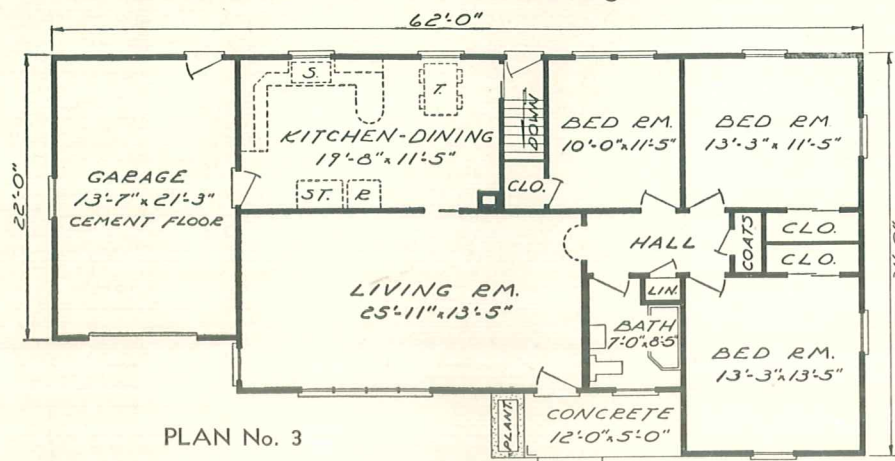 62'-0"
22'-0"
GARAGE
13'-7" x 21'-3"
CEMENT FLOOR
S.
T.
KITCHEN-DINING
19'-8" x 11'-5"
ST.
R
DOWN
CLO.
BED RM.
10'-0" x 11'-5"
BED RM.
13'-3" x 11'-5"
HALL
COATS
CLO.
CLO.
LIVING RM.
25'-11" x 13'-5"
LIN.
BATH
7'-0" x 8'-5"
BED RM.
13'-3" x 13'-5"
PLANT.
CONCRETE
12'-0" x 5'-0"
PLAN No. 3